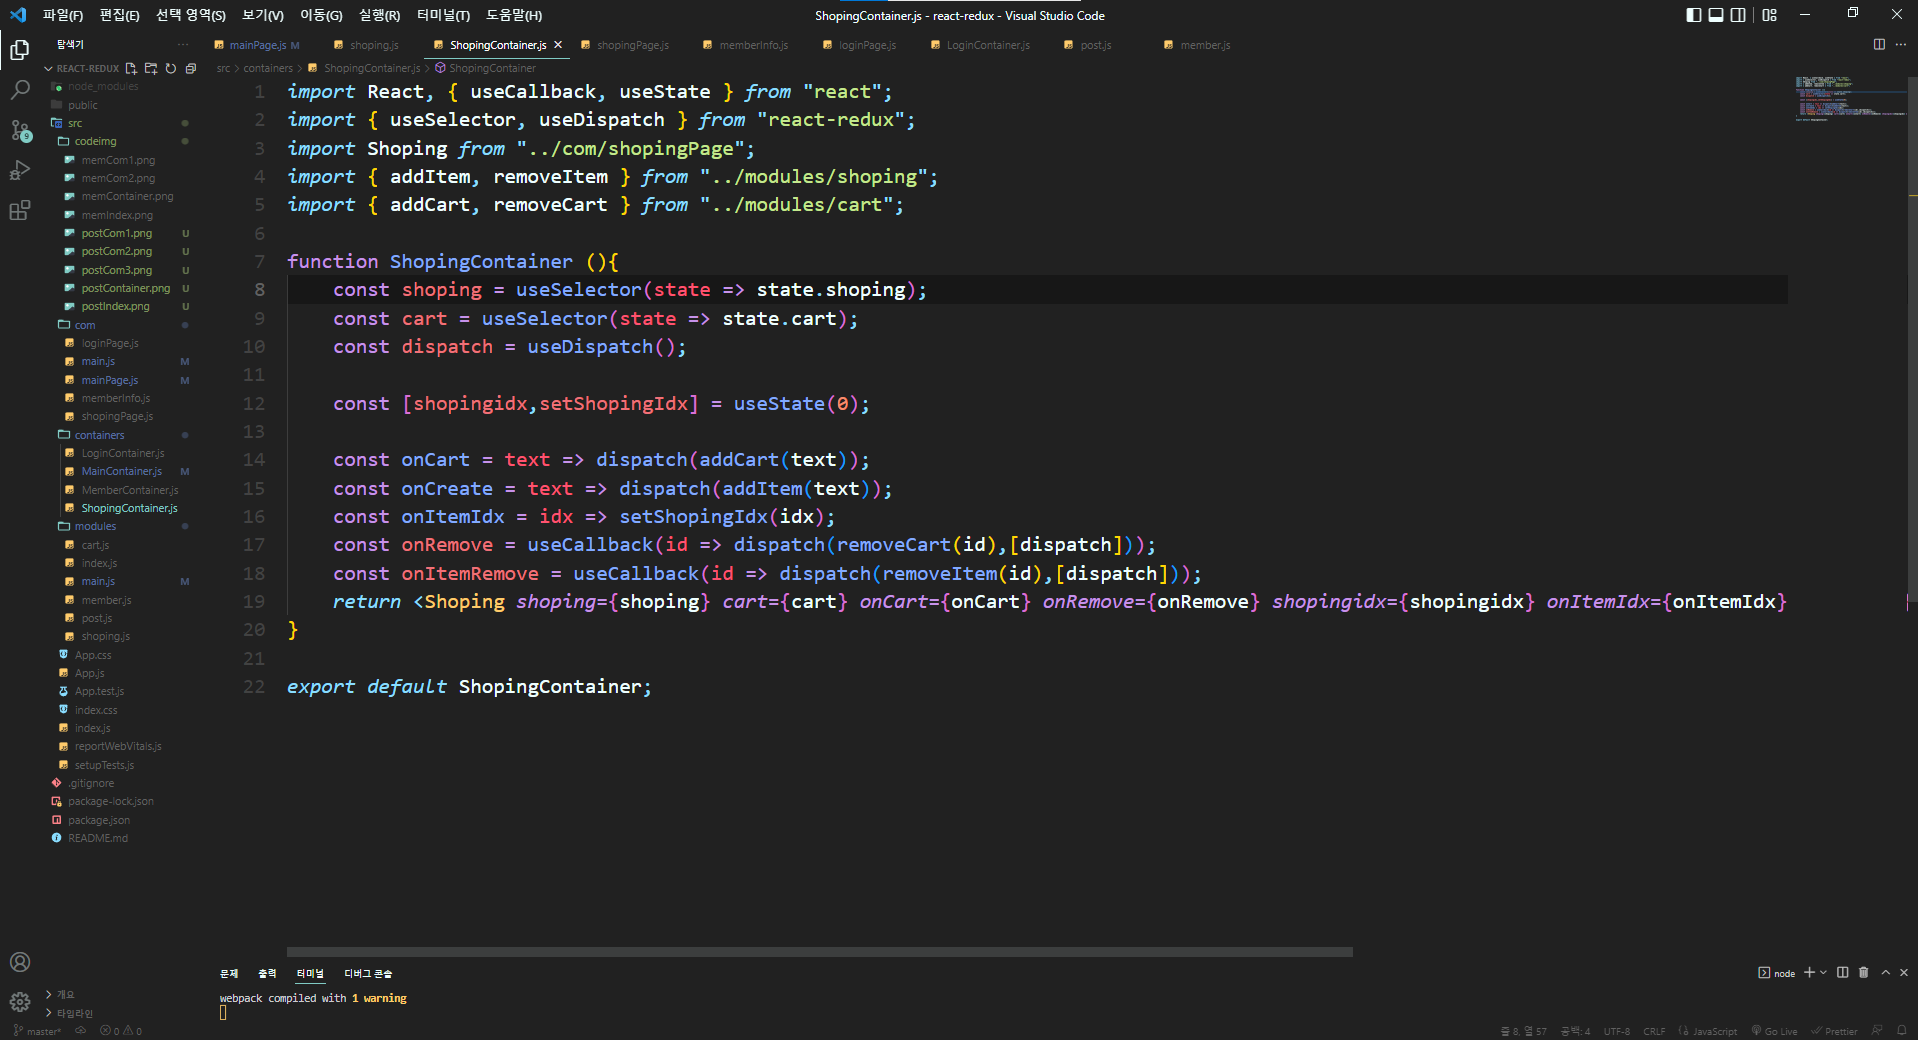 파일(F) 편집(E) 선택 영역(S) 보기(V) 이동(G) 실행(R) 터미널(T) 도움말(H)
ShopingContainer.js - react-redux - Visual Studio Code
탐색기
mainPage.js M
shoping.js
ShopingContainer.js
shopingPage.js
memberInfo.js
loginPage.js
LoginContainer.js
post.js
member.js
REACT-REDUX
src > containers > ShopingContainer.js > ShopingContainer
node_modules
public
src
codeimg
memCom1.png
memCom2.png
memContainer.png
memIndex.png
postCom1.png U
postCom2.png U
postCom3.png U
postContainer.png U
postIndex.png U
com
loginPage.js
main.js M
mainPage.js M
memberInfo.js
shopingPage.js
containers
LoginContainer.js
MainContainer.js M
MemberContainer.js
ShopingContainer.js
modules
cart.js
index.js
main.js M
member.js
post.js
shoping.js
App.css
App.js
App.test.js
index.css
index.js
reportWebVitals.js
setupTests.js
.gitignore
package-lock.json
package.json
README.md
9
1 import React, { useCallback, useState } from "react";
2 import { useSelector, useDispatch } from "react-redux";
3 import Shoping from "../com/shopingPage";
4 import { addItem, removeItem } from "../modules/shoping";
5 import { addCart, removeCart } from "../modules/cart";
6
7 function ShopingContainer (){
8 const shoping = useSelector(state => state.shoping);
9 const cart = useSelector(state => state.cart);
10 const dispatch = useDispatch();
11
12 const [shopingidx,setShopingIdx] = useState(0);
13
14 const onCart = text => dispatch(addCart(text));
15 const onCreate = text => dispatch(addItem(text));
16 const onItemIdx = idx => setShopingIdx(idx);
17 const onRemove = useCallback(id => dispatch(removeCart(id),[dispatch]));
18 const onItemRemove = useCallback(id => dispatch(removeItem(id),[dispatch]));
19 return <Shoping shoping={shoping} cart={cart} onCart={onCart} onRemove={onRemove} shopingidx={shopingidx} onItemIdx={onItemIdx}
20 }
21
22 export default ShopingContainer;
문제 출력 터미널 디버그 콘솔
node
webpack compiled with 1 warning
개요
타임라인
master* 0 0
줄 8, 열 57 공백: 4 UTF-8 CRLF JavaScript Go Live Prettier